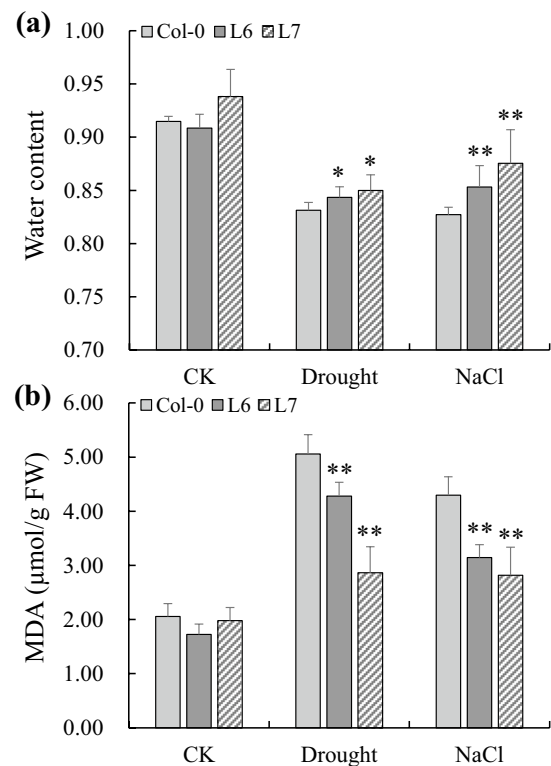 (a)
Col-0 L6 L7
1.00
0.95
0.90
0.85
0.80
0.75
0.70
Water content
* *
** **
CK Drought NaCl
(b)
Col-0 L6 L7
6.00
5.00
4.00
3.00
2.00
1.00
0.00
MDA (μmol/g FW)
** **
** **
CK Drought NaCl